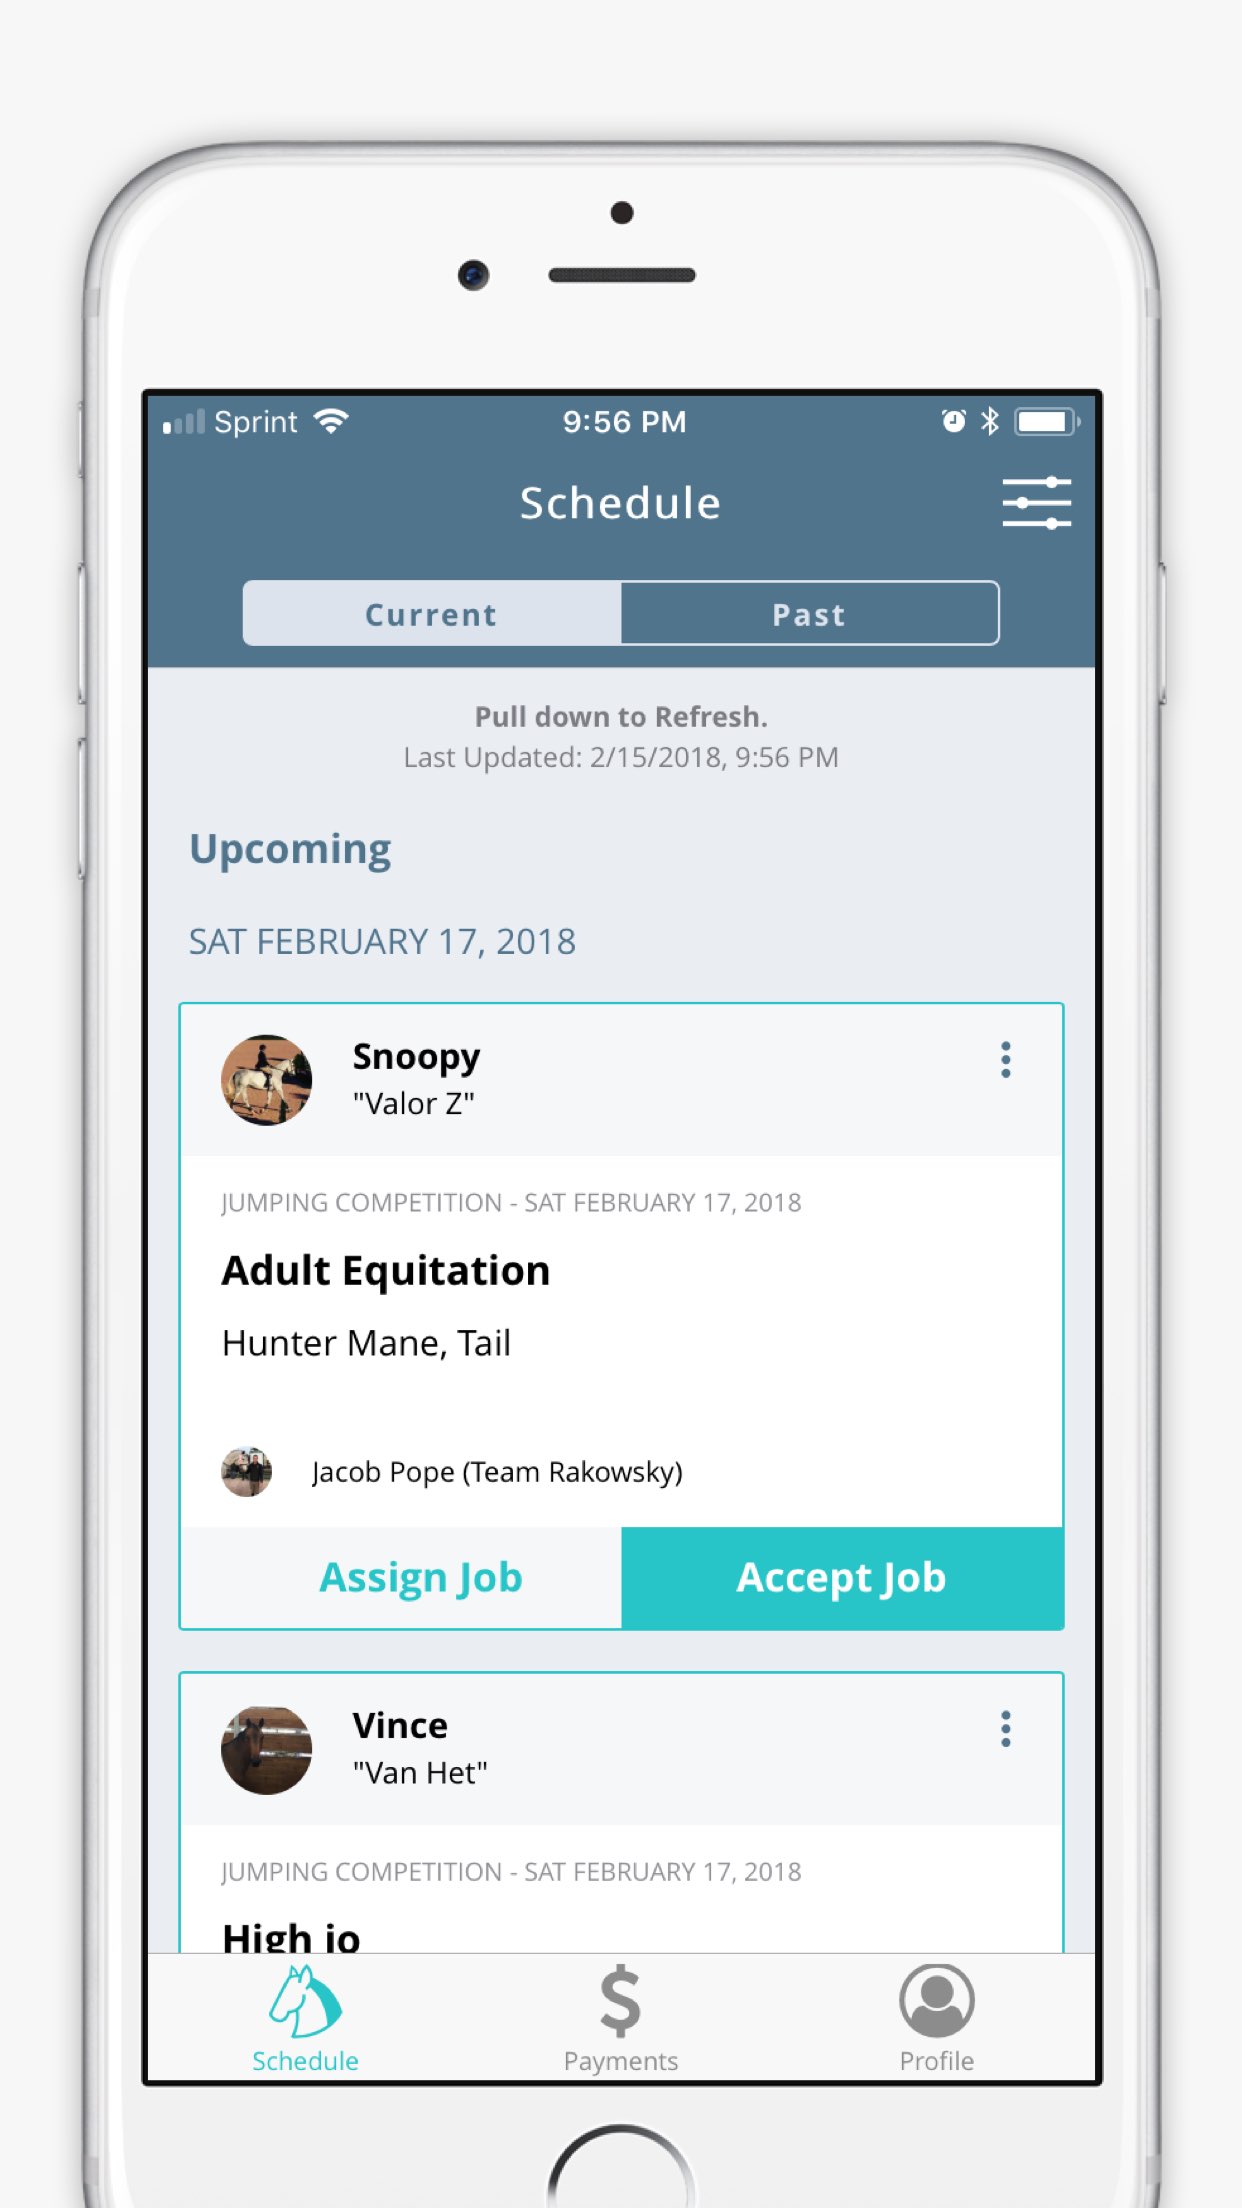 Sprint
9:56 PM
Schedule
Current
Past
Pull down to Refresh.
Last Updated: 2/15/2018, 9:56 PM
Upcoming
SAT FEBRUARY 17, 2018
Snoopy
"Valor Z"
JUMPING COMPETITION - SAT FEBRUARY 17, 2018
Adult Equitation
Hunter Mane, Tail
Jacob Pope (Team Rakowsky)
Assign Job
Accept Job
Vince
"Van Het"
JUMPING COMPETITION - SAT FEBRUARY 17, 2018
High
$
Schedule
Payments
Profile